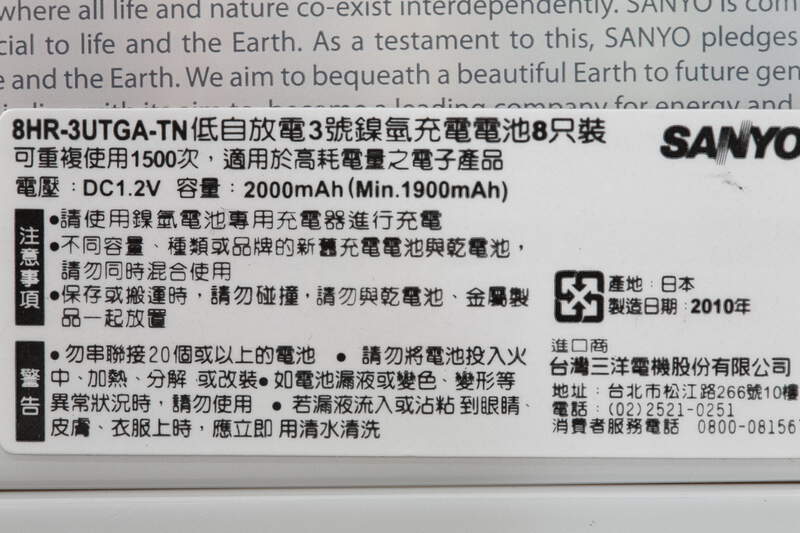 where all life and nature co-exist interdependently. SANYO is com
cial to life and the Earth. As a testament to this, SANYO pledges
e and the Earth. We aim to bequeath a beautiful Earth to future gen
with its aim to become a leading company for energy and
8HR-3UTGA-TN低自放電3號鎳氫充電電池8只裝
SANYO
可重複使用1500次，適用於高耗電量之電子產品
電壓：DC1.2V 容量：2000mAh(Min.1900mAh)
注意事項
●請使用鎳氫電池專用充電器進行充電
●不同容量、種類或品牌的新舊充電電池與乾電池，
請勿同時混合使用
●保存或搬運時，請勿碰撞，請勿與乾電池、金屬製
品一起放置
產地：日本
製造日期：2010年
警告
● 勿串聯接20個或以上的電池 ● 請勿將電池投入火
中、加熱、分解 或改裝● 如電池漏液或變色、變形等
異常狀況時，請勿使用 ● 若漏液流入或沾粘 到眼睛、
皮膚、衣服上時，應立即 用清水清洗
進口商
台灣三洋電機股份有限公司
地址：台北市松江路266號10樓
電話：(02)2521-0251
消費者服務電話 0800-081567